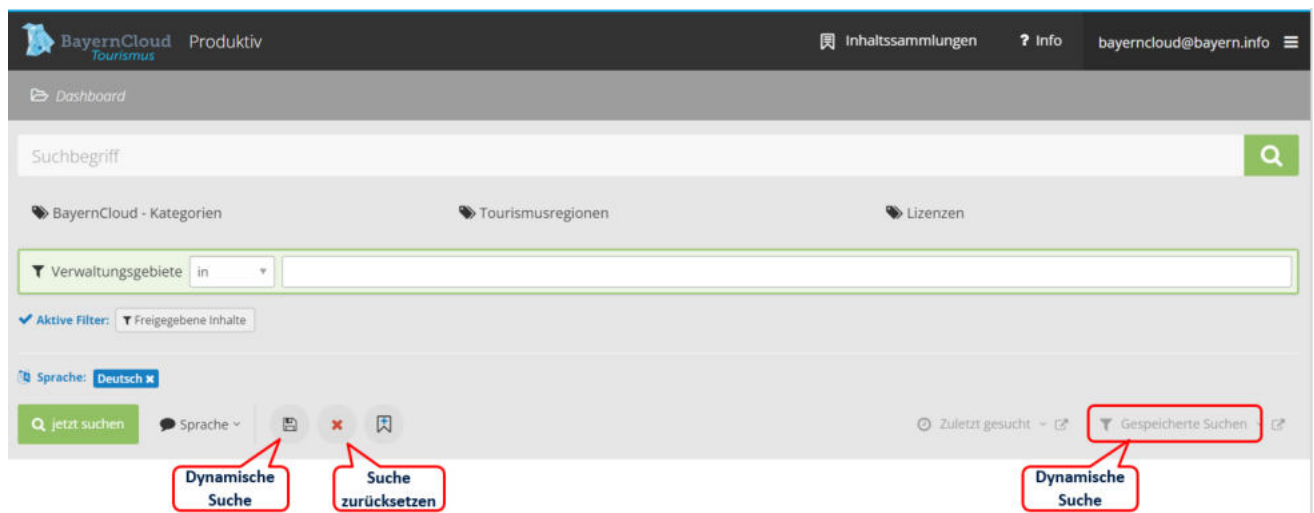 BayernCloud Produktiv
Tourismus
Inhaltssammlungen
? Info
bayerncloud@bayern.info
Dashboard
Suchbegriff
BayernCloud - Kategorien
Tourismusregionen
Lizenzen
Verwaltungsgebiete in
Aktive Filter: Freigegebene Inhalte
Sprache: Deutsch
jetzt suchen
Sprache
Zuletzt gesucht
Gespeicherte Suchen
Dynamische
Suche
Suche
zurücksetzen
Dynamische
Suche